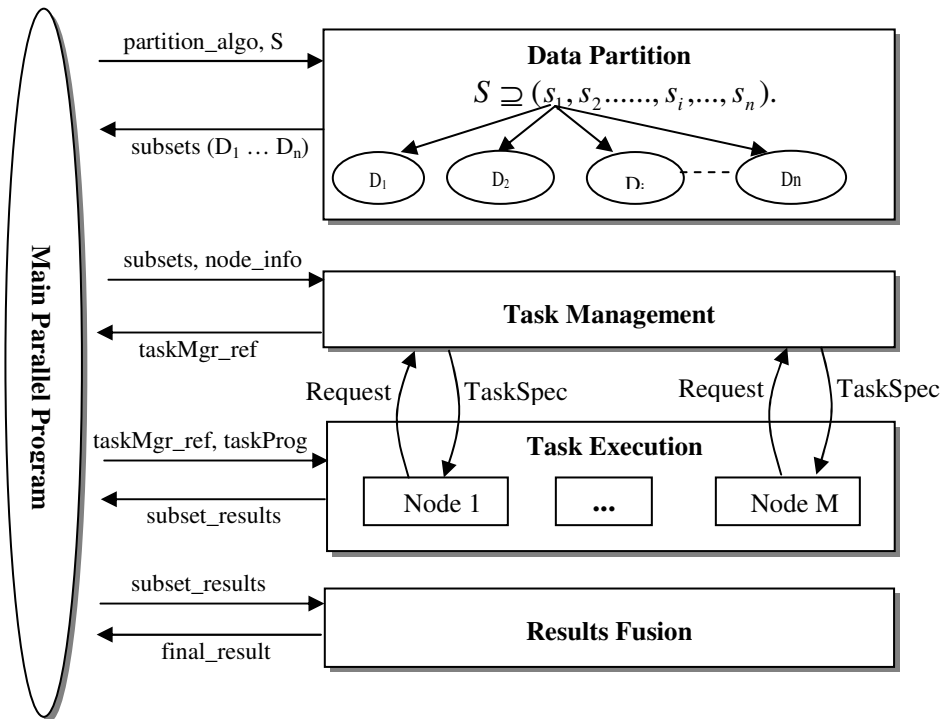 Main Parallel Program
partition_algo, S
Data Partition
S ⊇ (s₁, s₂......, sᵢ,..., sₙ).
subsets (D₁ … Dₙ)
D₁
D₂
Dn
subsets, node_info
Task Management
taskMgr_ref
Request
TaskSpec
Request
TaskSpec
taskMgr_ref, taskProg
Task Execution
subset_results
Node 1
...
Node M
subset_results
Results Fusion
final_result